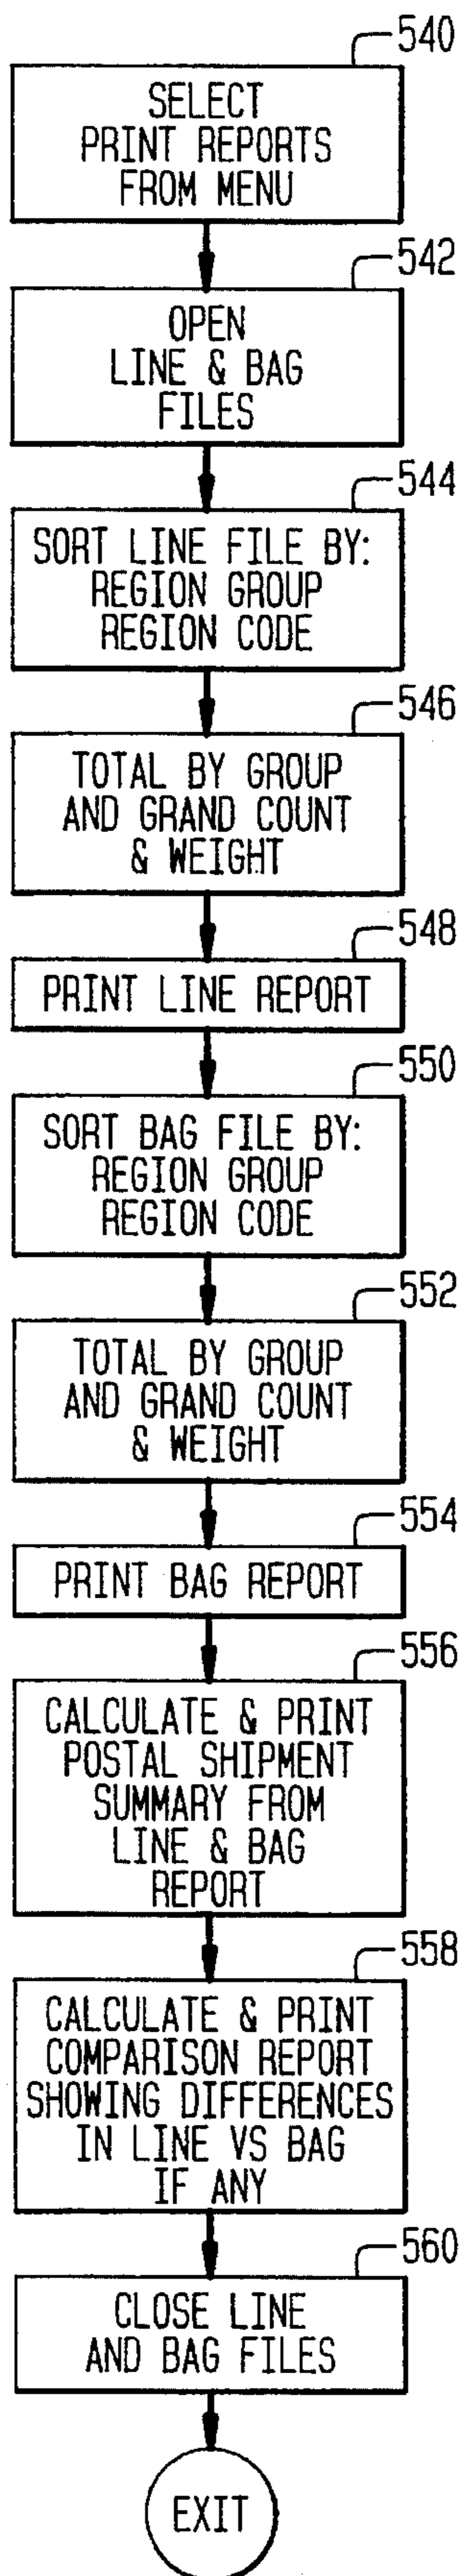 540
SELECT
PRINT REPORTS
FROM MENU
542
OPEN
LINE & BAG
FILES
544
SORT LINE FILE BY:
REGION GROUP
REGION CODE
546
TOTAL BY GROUP
AND GRAND COUNT
& WEIGHT
548
PRINT LINE REPORT
550
SORT BAG FILE BY:
REGION GROUP
REGION CODE
552
TOTAL BY GROUP
AND GRAND COUNT
& WEIGHT
554
PRINT BAG REPORT
556
CALCULATE & PRINT
POSTAL SHIPMENT
SUMMARY FROM
LINE & BAG
REPORT
558
CALCULATE & PRINT
COMPARISON REPORT
SHOWING DIFFERENCES
IN LINE VS BAG
IF ANY
560
CLOSE LINE
AND BAG FILES
EXIT